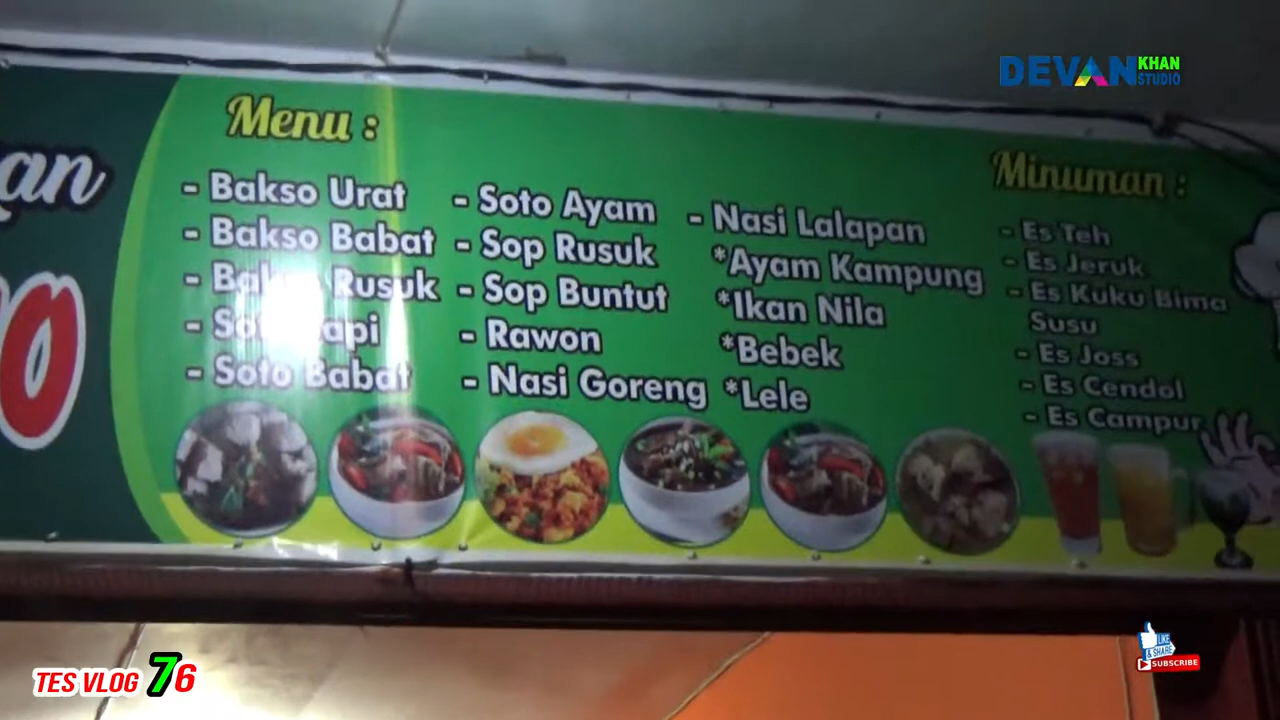 DEVAN KHAN STUDIO
an
Menu :
- Bakso Urat
- Bakso Babat
- Bakso Rusuk
- Soto Sapi
- Soto Babat
- Soto Ayam
- Sop Rusuk
- Sop Buntut
- Rawon
- Nasi Goreng
- Nasi Lalapan
*Ayam Kampung
*Ikan Nila
*Bebek
*Lele
Minuman :
- Es Teh
- Es Jeruk
- Es Kuku Bima
Susu
- Es Joss
- Es Cendol
- Es Campur
LIKE
& SHARE
SUBSCRIBE
TES VLOG 76